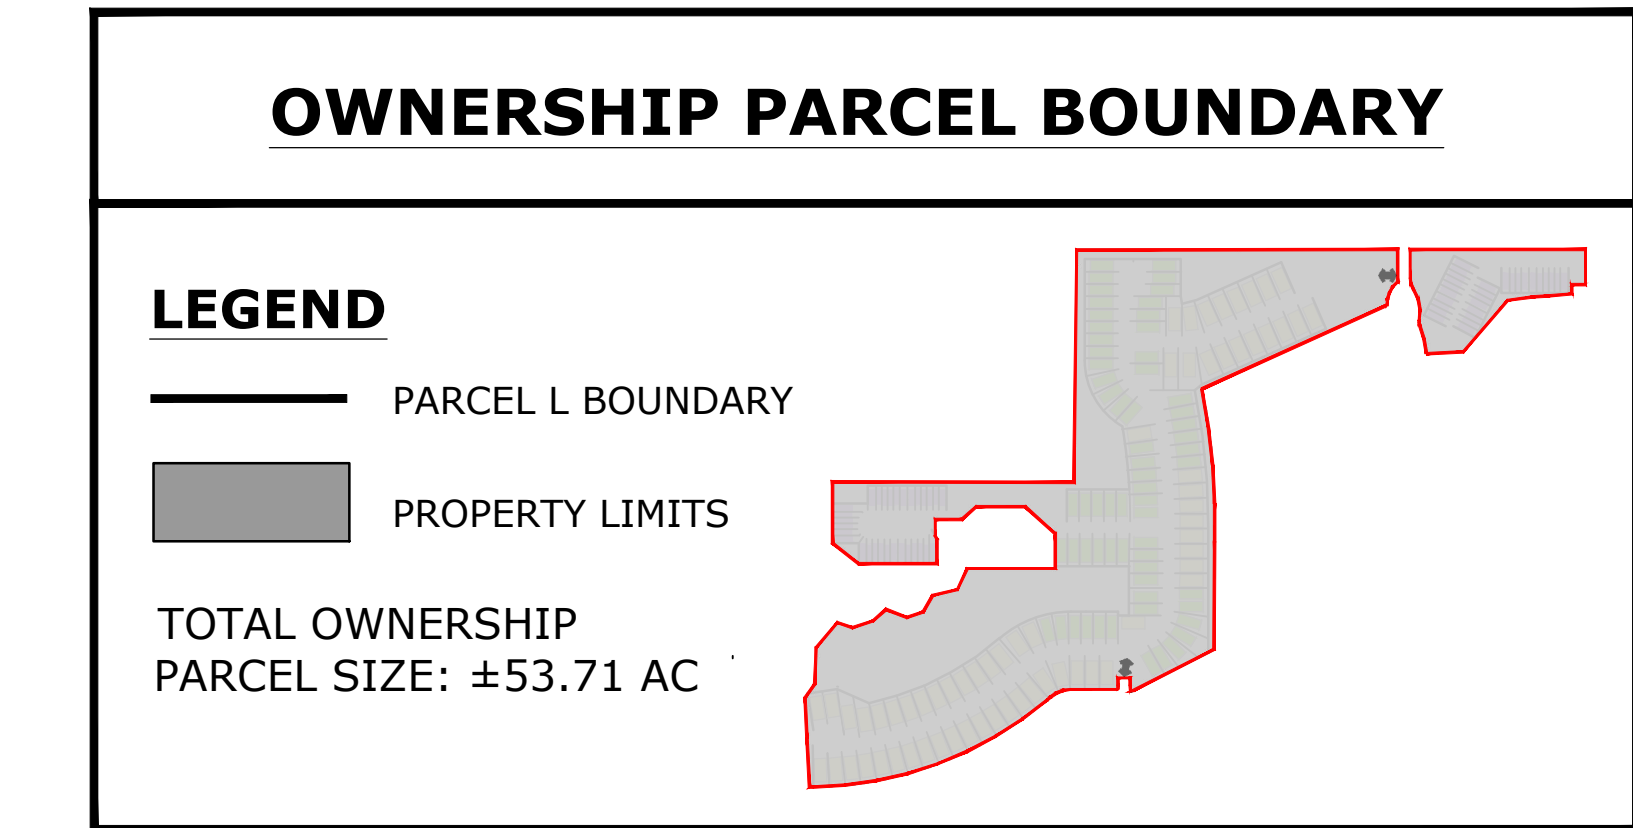 OWNERSHIP PARCEL BOUNDARY
LEGEND
PARCEL L BOUNDARY
PROPERTY LIMITS
TOTAL OWNERSHIP
PARCEL SIZE: ±53.71 AC